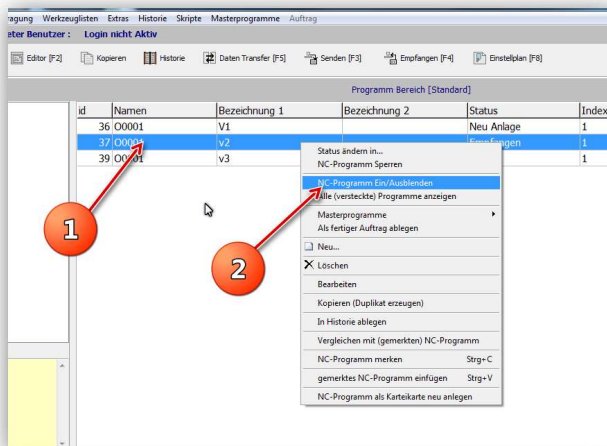 ragung Werkzeuglisten Extras Historie Skripte Masterprogramme Auftrag
eter Benutzer : Login nicht Aktiv
Editor [F2] Kopieren Historie Daten Transfer [F5] Senden [F3] Empfangen [F4] Einstellplan [F8]
Programm Bereich [Standard]
id Namen Bezeichnung 1 Bezeichnung 2 Status Index
36 O0001 V1 Neu Anlage 1
37 O0001 v2 Empfangen 1
39 O0001 v3 1
Status ändern in...
NC-Programm Sperren
NC-Programm Ein/Ausblenden
Alle (versteckte) Programme anzeigen
Masterprogramme
Als fertiger Auftrag ablegen
Neu...
Löschen
Bearbeiten
Kopieren (Duplikat erzeugen)
In Historie ablegen
Vergleichen mit (gemerkten) NC-Programm
NC-Programm merken Strg+C
gemerktes NC-Programm einfügen Strg+V
NC-Programm als Karteikarte neu anlegen
1
2